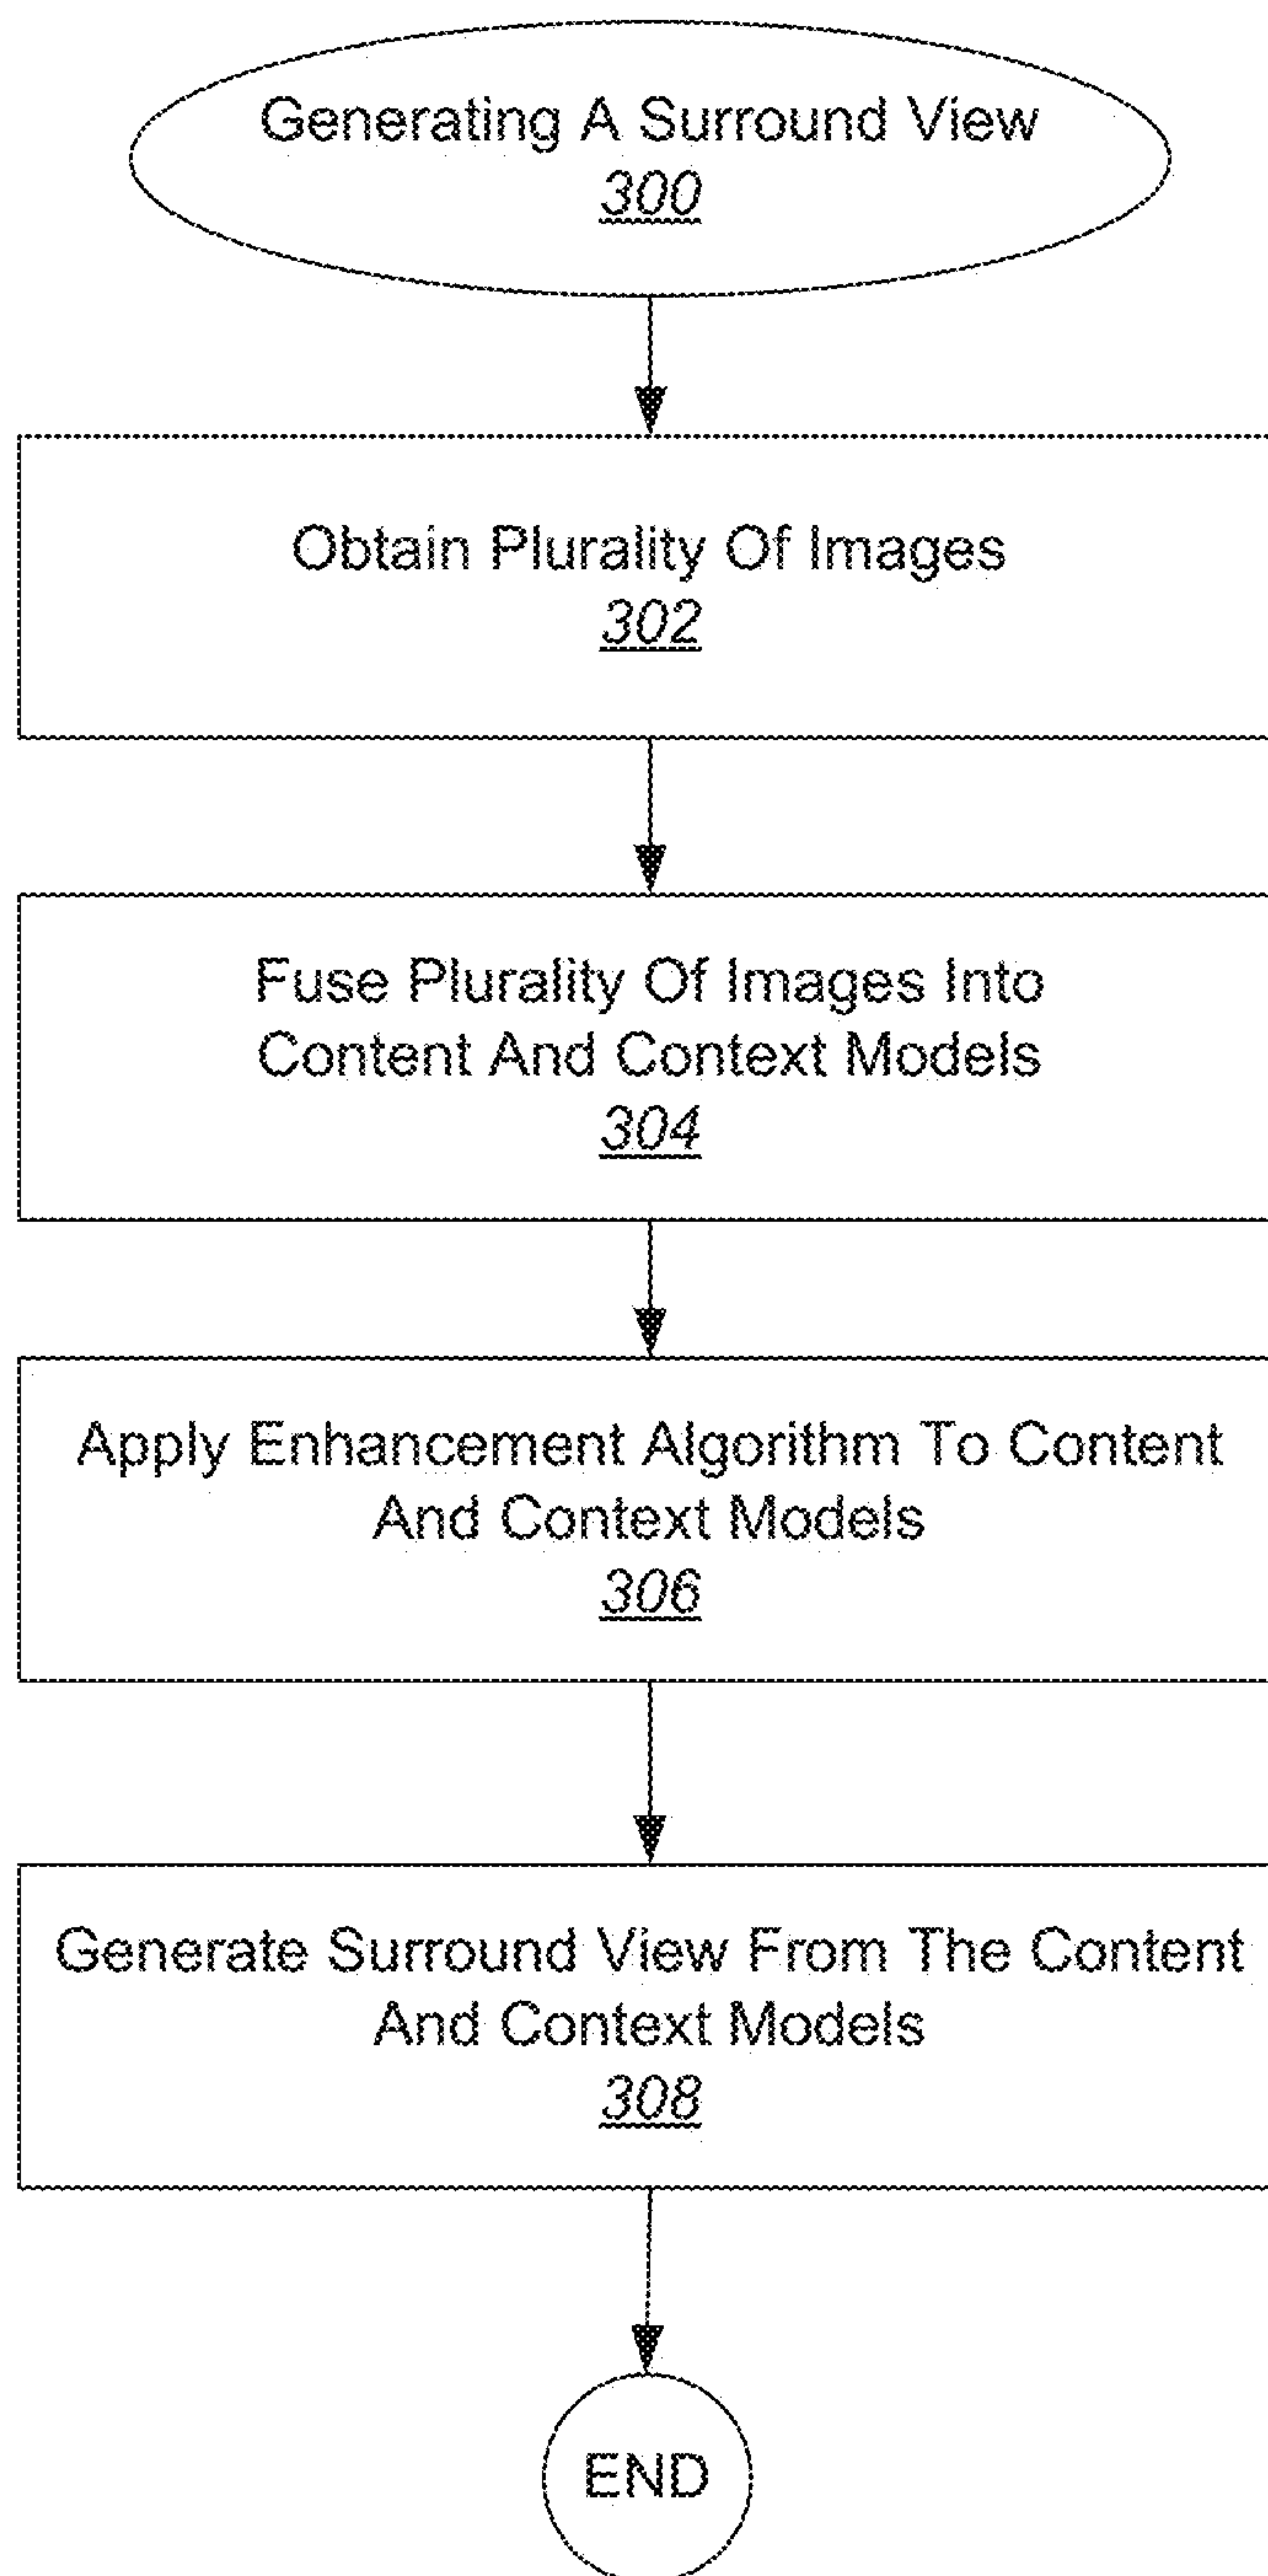 Generating A Surround View
300
Obtain Plurality Of Images
302
Fuse Plurality Of Images Into
Content And Context Models
304
Apply Enhancement Algorithm To Content
And Context Models
306
Generate Surround View From The Content
And Context Models
308
END